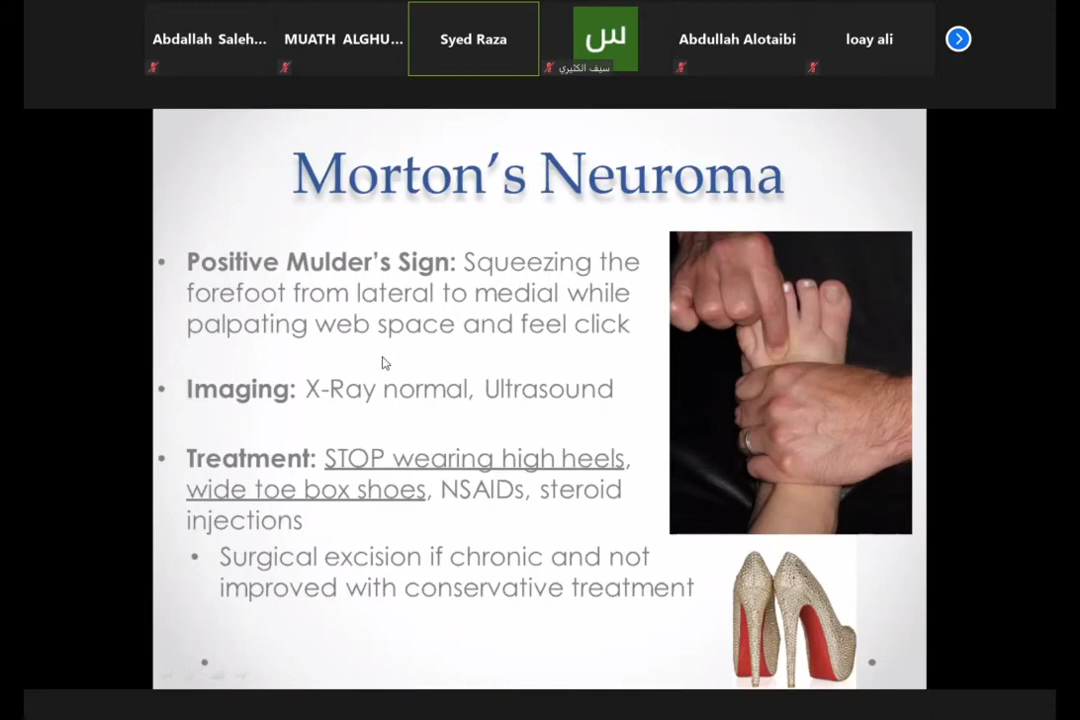 Abdallah Saleh...
MUATH ALGHU...
Syed Raza
س
سيف الكثيري
Abdullah Alotaibi
loay ali
Morton's Neuroma
• Positive Mulder's Sign: Squeezing the
forefoot from lateral to medial while
palpating web space and feel click
• Imaging: X-Ray normal, Ultrasound
• Treatment: STOP wearing high heels,
wide toe box shoes, NSAIDs, steroid
injections
• Surgical excision if chronic and not
improved with conservative treatment